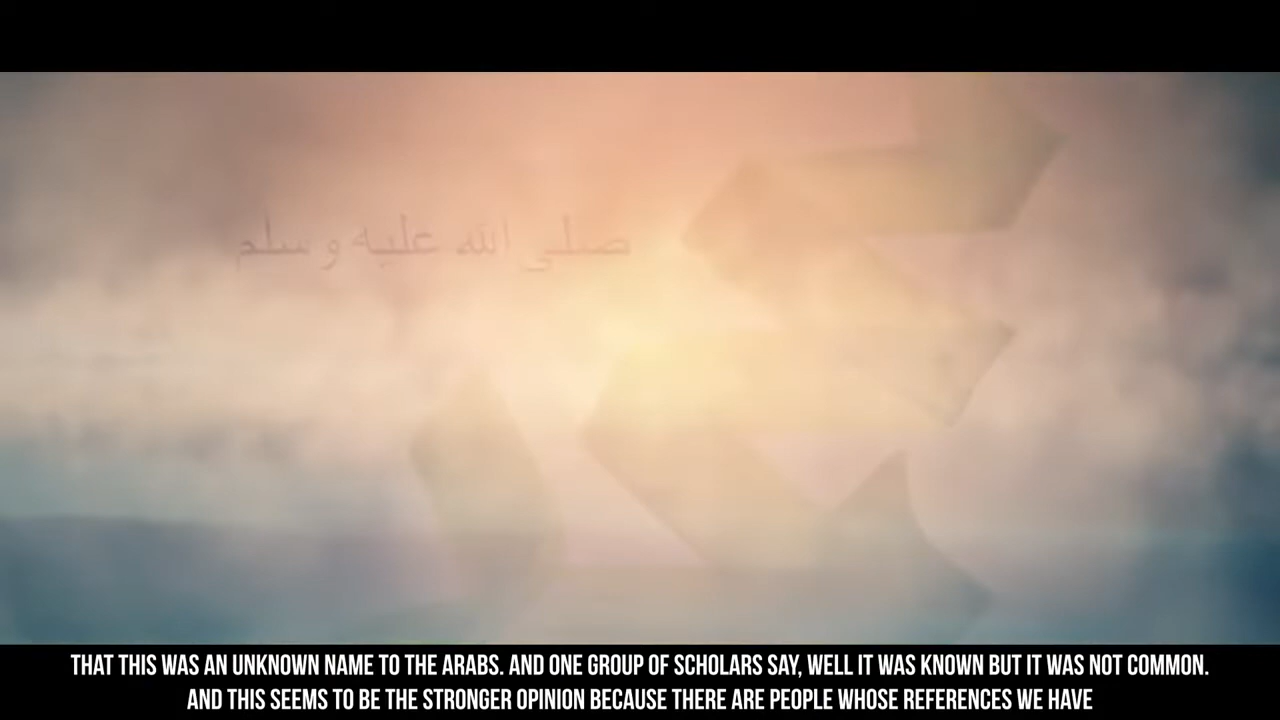 صلى الله عليه وسلم
THAT THIS WAS AN UNKNOWN NAME TO THE ARABS. AND ONE GROUP OF SCHOLARS SAY, WELL IT WAS KNOWN BUT IT WAS NOT COMMON.
AND THIS SEEMS TO BE THE STRONGER OPINION BECAUSE THERE ARE PEOPLE WHOSE REFERENCES WE HAVE